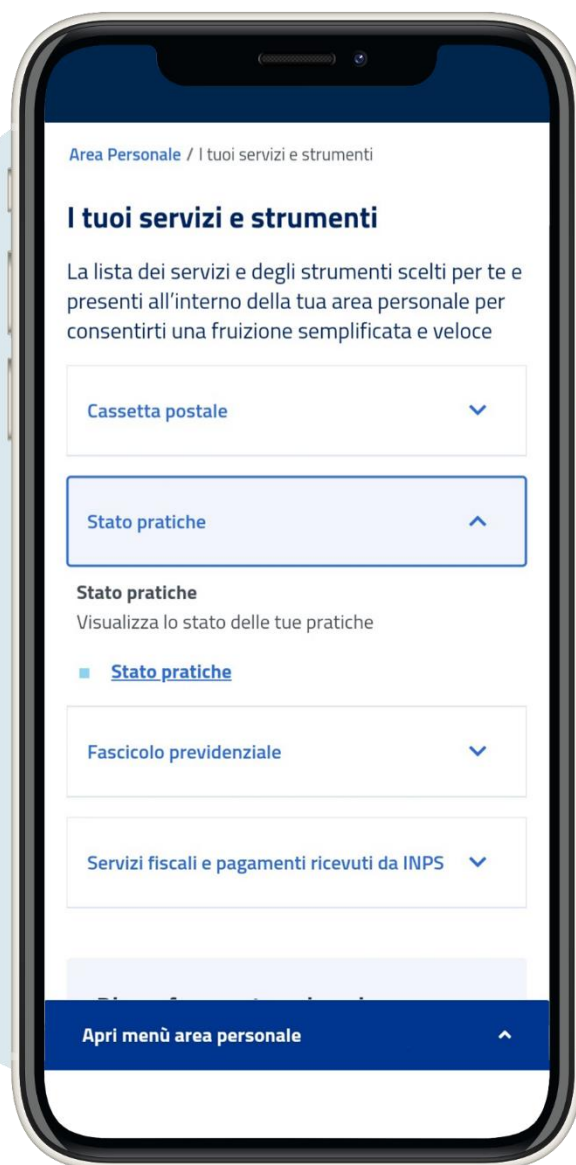 Area Personale / I tuoi servizi e strumenti
I tuoi servizi e strumenti
La lista dei servizi e degli strumenti scelti per te e
presenti all'interno della tua area personale per
consentirti una fruizione semplificata e veloce
Cassetta postale
Stato pratiche
Stato pratiche
Visualizza lo stato delle tue pratiche
Stato pratiche
Fascicolo previdenziale
Servizi fiscali e pagamenti ricevuti da INPS
Apri menù area personale